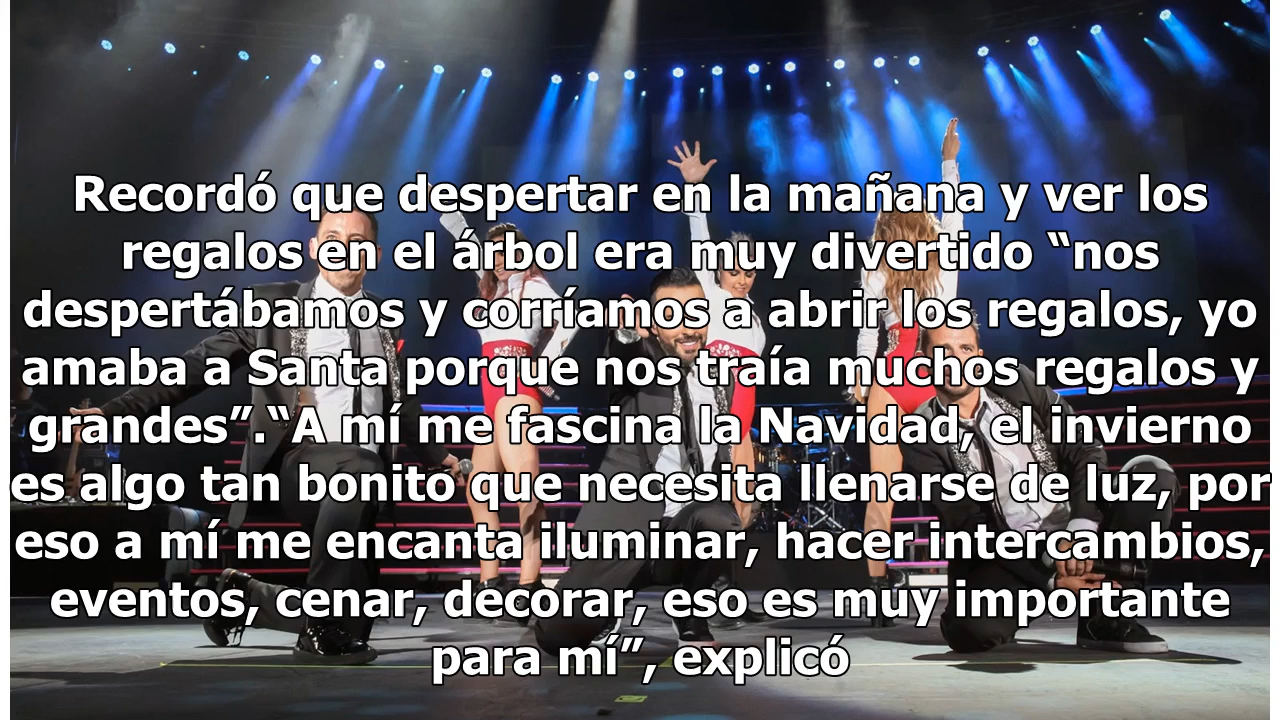 Recordó que despertar en la mañana y ver los
regalos en el árbol era muy divertido “nos
despertábamos y corríamos a abrir los regalos, yo
amaba a Santa porque nos traía muchos regalos y
grandes”.“A mí me fascina la Navidad, el invierno
es algo tan bonito que necesita llenarse de luz, por
eso a mí me encanta iluminar, hacer intercambios,
eventos, cenar, decorar, eso es muy importante
para mí”, explicó